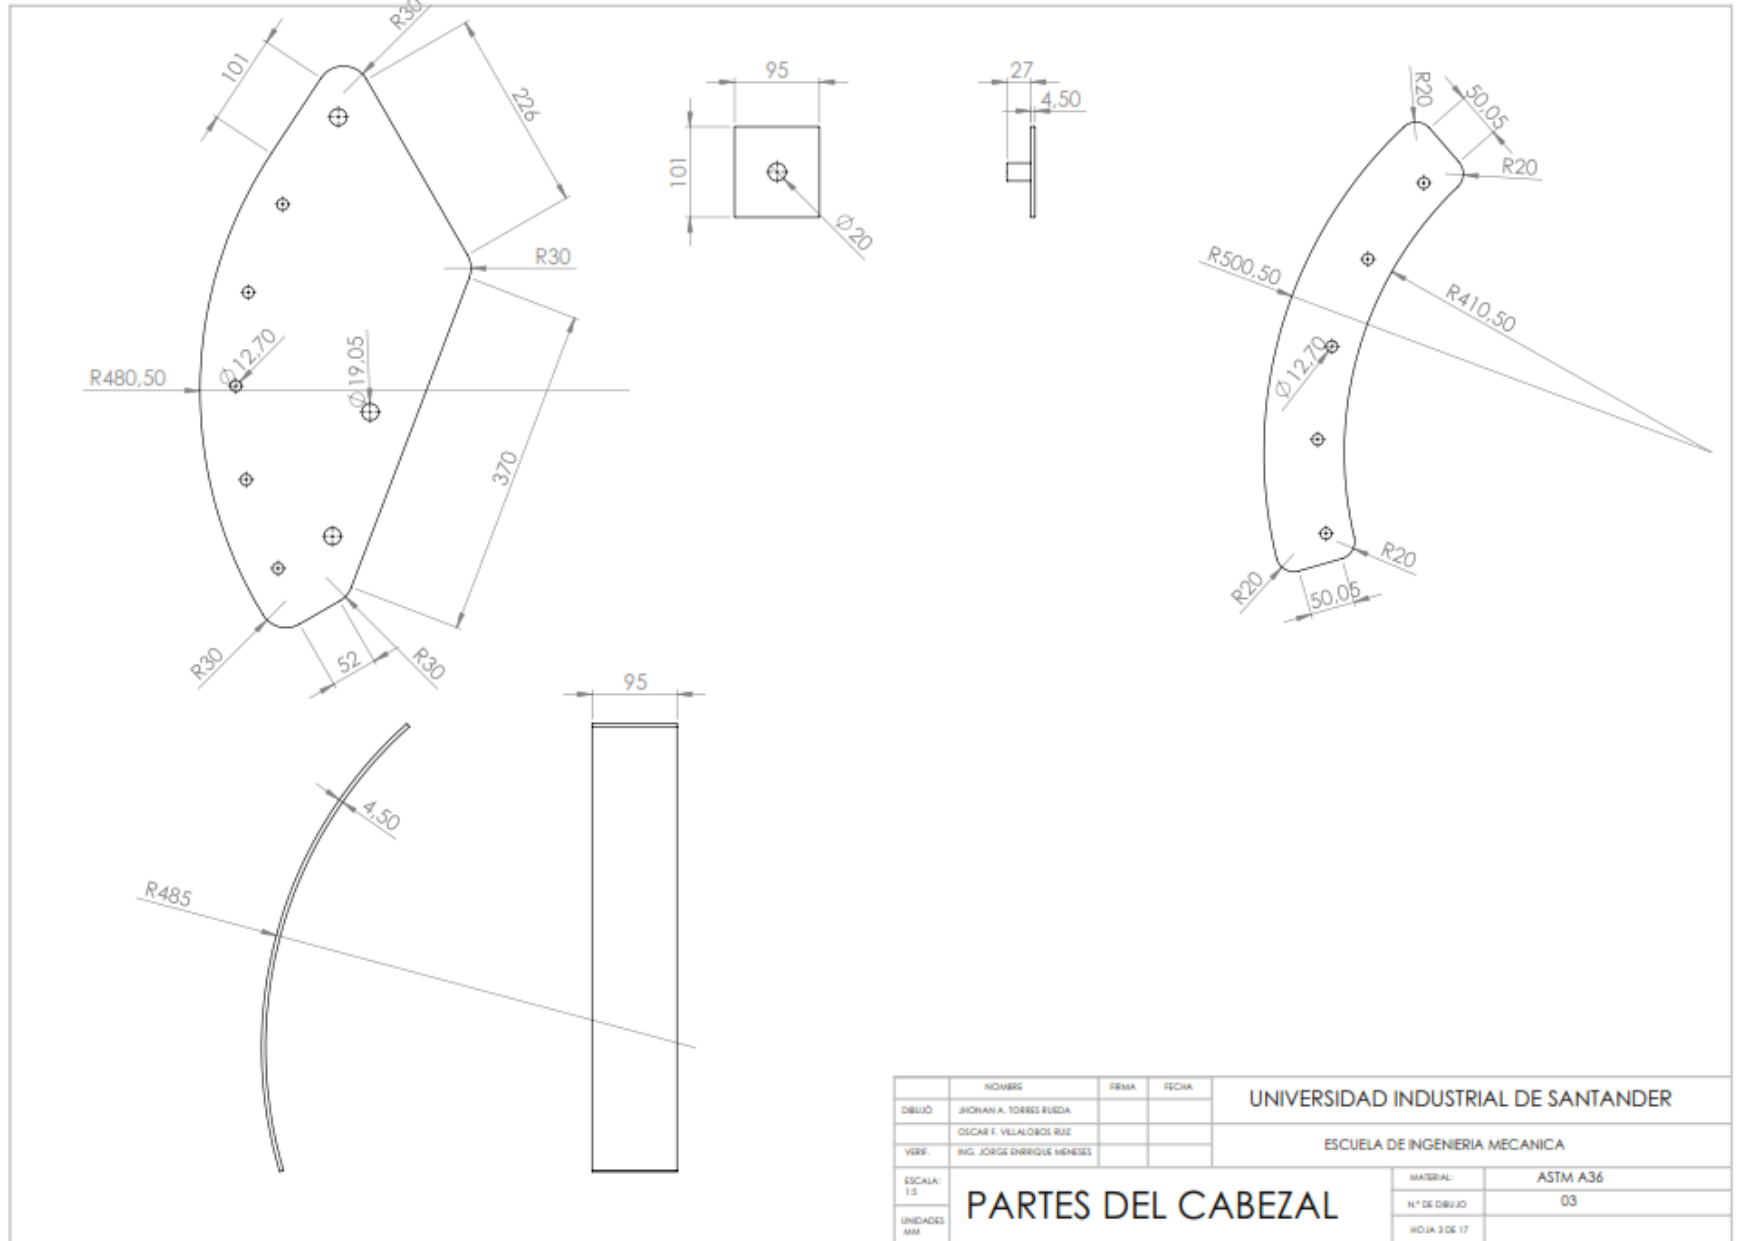 R30
101
226
R30
R480,50
Ø12,70
Ø19,05
370
R30
52
R30
95
101
Ø20
27
4,50
R20
50,05
R20
R500,50
R410,50
Ø12,70
R20
50,05
R20
4,50
R485
95
NOMBRE FIRMA FECHA
UNIVERSIDAD INDUSTRIAL DE SANTANDER
DIBUJÓ JHONAN A. TORRES RUEDA
OSCAR F. VILLALOBOS RUIZ
ESCUELA DE INGENIERIA MECANICA
VERIF. ING. JORGE ENRRIQUE MENESES
ESCALA:
1:5
PARTES DEL CABEZAL
MATERIAL: ASTM A36
N.º DE DIBUJO 03
UNIDADES
MM
HOJA 3 DE 17